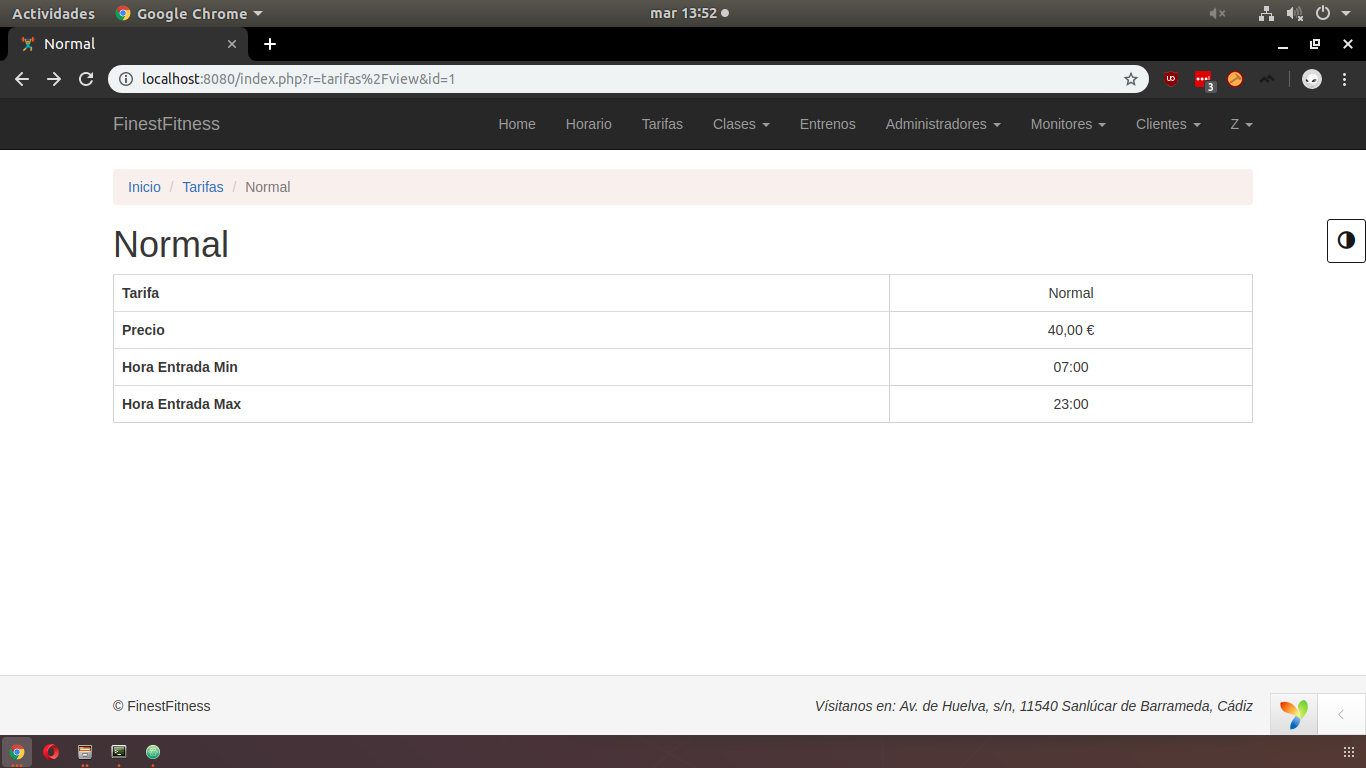 Actividades Google Chrome mar 13:52
Normal
localhost:8080/index.php?r=tarifas%2Fview&id=1
3
FinestFitness Home Horario Tarifas Clases Entrenos Administradores Monitores Clientes Z
Inicio / Tarifas / Normal
Normal
Tarifa Normal
Precio 40,00 €
Hora Entrada Min 07:00
Hora Entrada Max 23:00
© FinestFitness Vísitanos en: Av. de Huelva, s/n, 11540 Sanlúcar de Barrameda, Cádiz